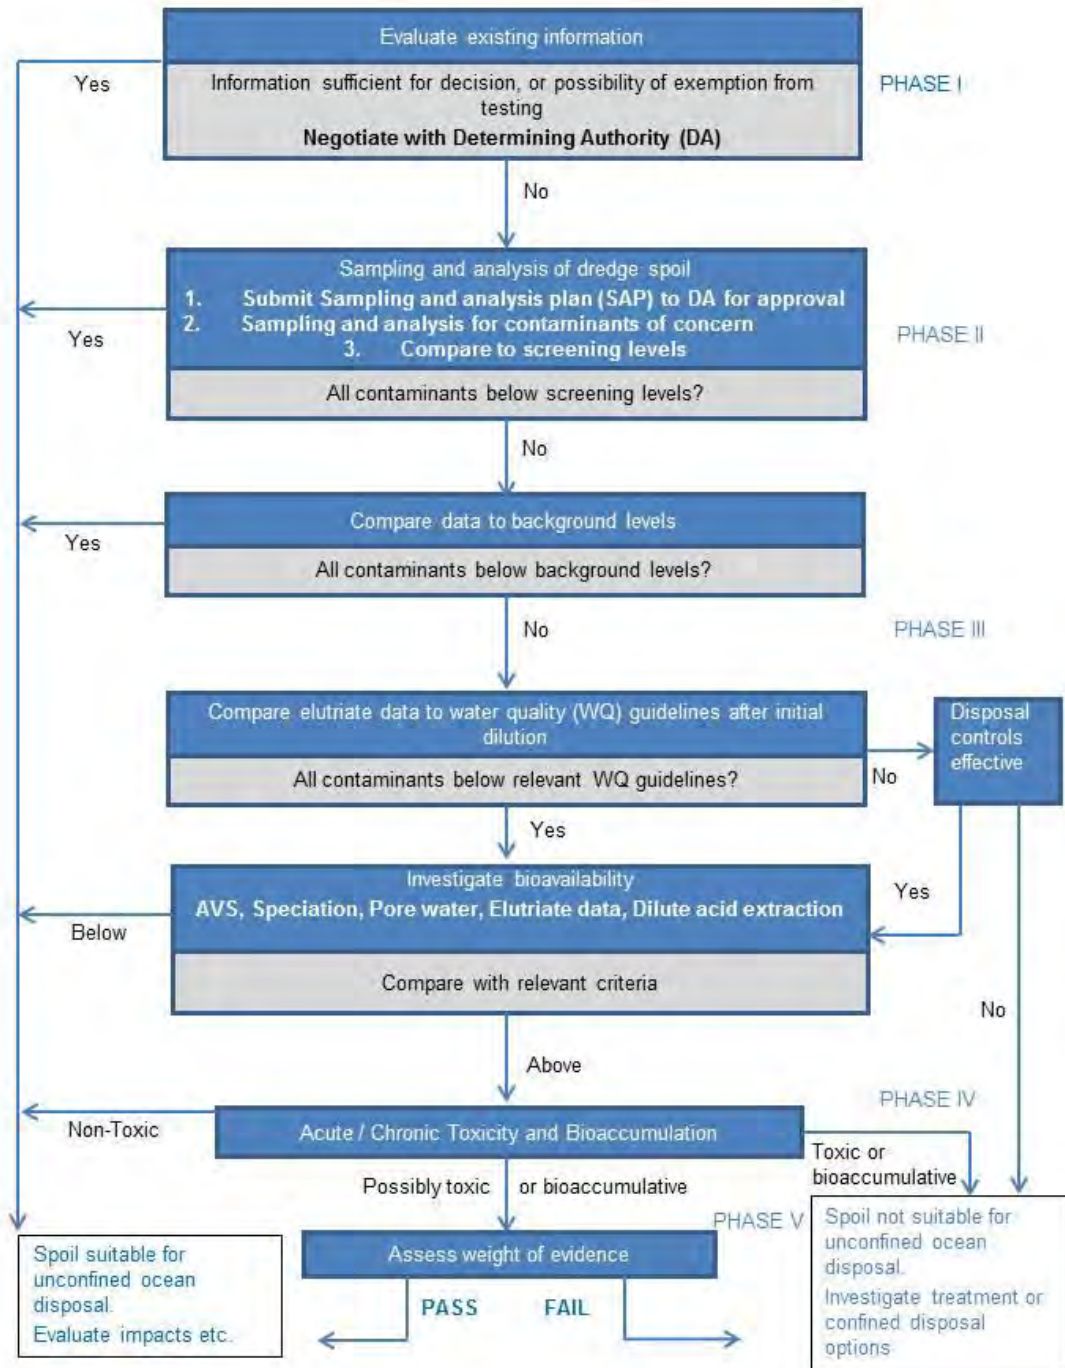 Evaluate existing information
Yes
Information sufficient for decision, or possibility of exemption from
testing
Negotiate with Determining Authority (DA)
PHASE I
No
Sampling and analysis of dredge spoil
1. Submit Sampling and analysis plan (SAP) to DA for approval
2. Sampling and analysis for contaminants of concern
3. Compare to screening levels
Yes
PHASE II
All contaminants below screening levels?
No
Compare data to background levels
Yes
All contaminants below background levels?
No
PHASE III
Compare elutriate data to water quality (WQ) guidelines after initial
dilution
Disposal
controls
effective
All contaminants below relevant WQ guidelines?
No
Yes
Investigate bioavailability
AVS, Speciation, Pore water, Elutriate data, Dilute acid extraction
Yes
Below
Compare with relevant criteria
No
Above
PHASE IV
Non-Toxic
Acute / Chronic Toxicity and Bioaccumulation
Toxic or
bioaccumulative
Possibly toxic or bioaccumulative
PHASE V
Assess weight of evidence
Spoil suitable for
unconfined ocean
disposal.
Evaluate impacts etc.
PASS
FAIL
Spoil not suitable for
unconfined ocean
disposal.
Investigate treatment or
confined disposal
options